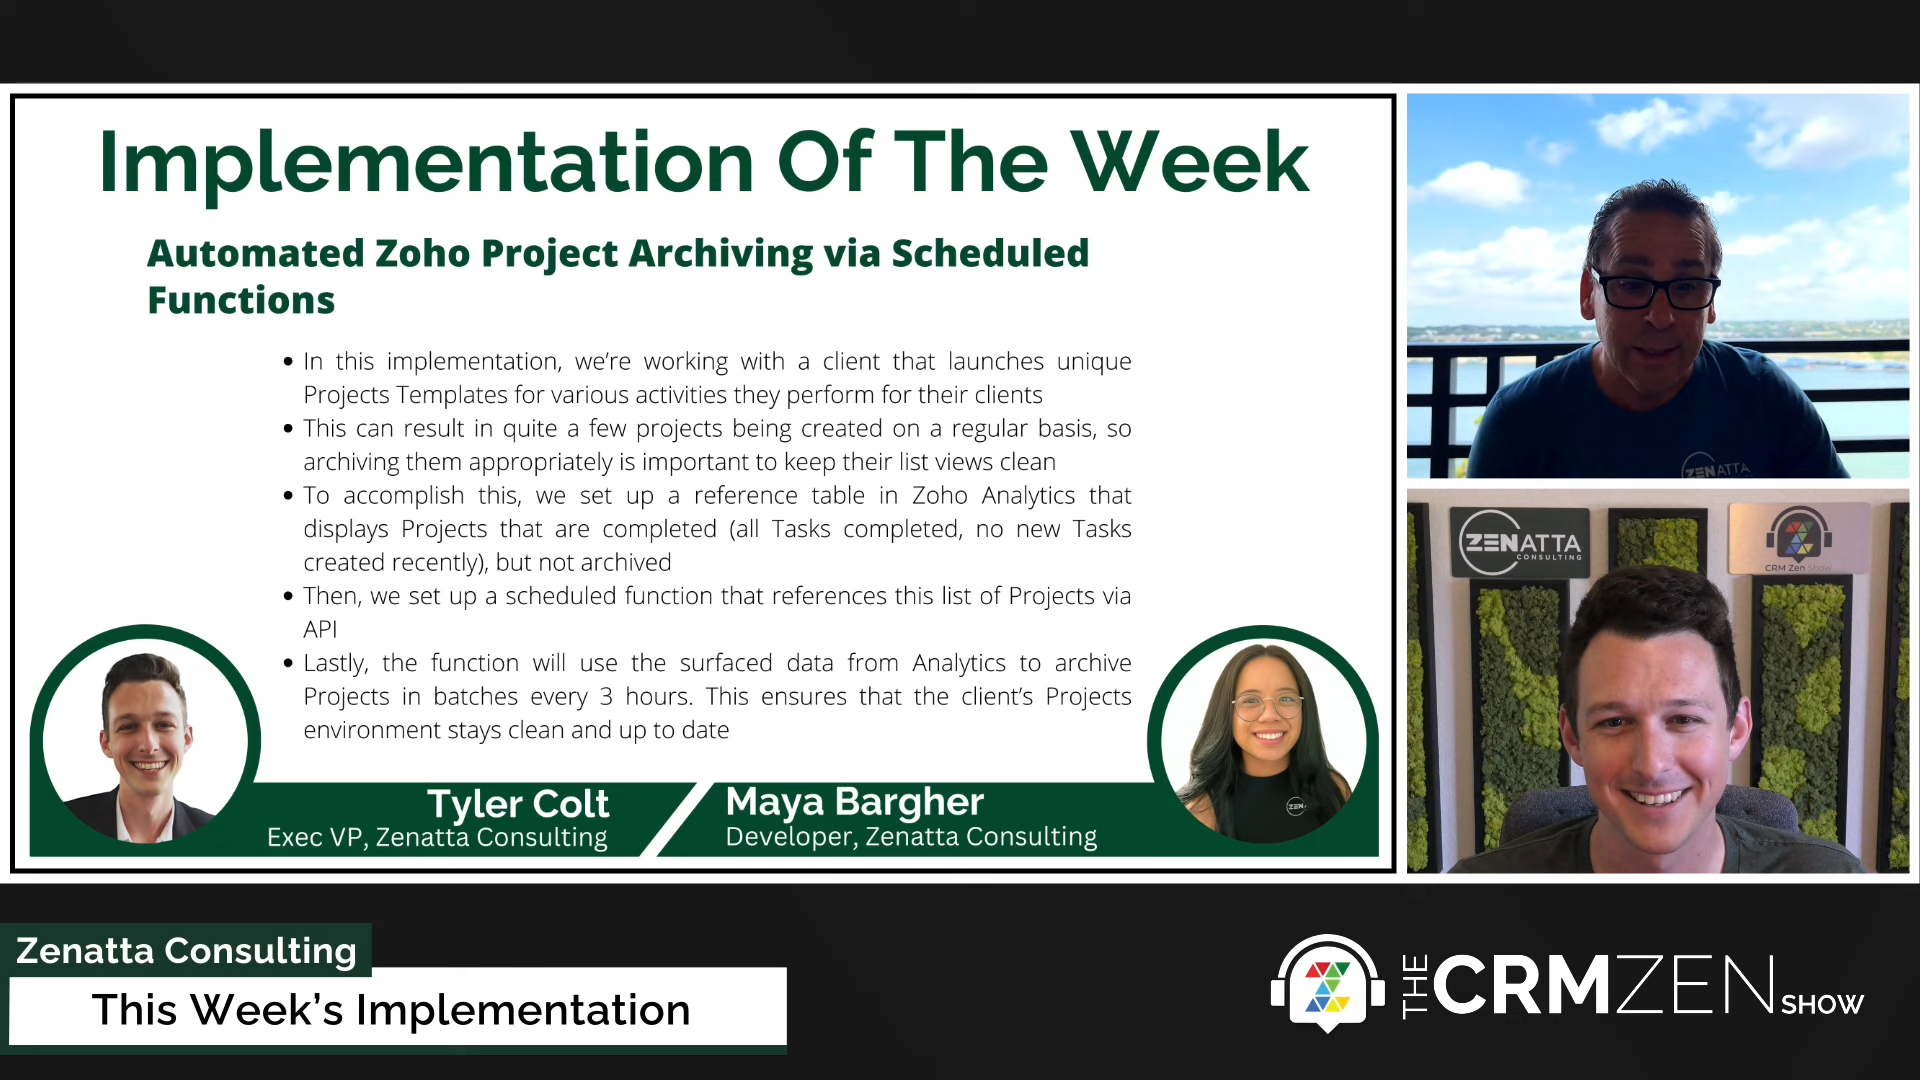 Implementation Of The Week
Automated Zoho Project Archiving via Scheduled
Functions
• In this implementation, we’re working with a client that launches unique
Projects Templates for various activities they perform for their clients
• This can result in quite a few projects being created on a regular basis, so
archiving them appropriately is important to keep their list views clean
• To accomplish this, we set up a reference table in Zoho Analytics that
displays Projects that are completed (all Tasks completed, no new Tasks
created recently), but not archived
• Then, we set up a scheduled function that references this list of Projects via
API
• Lastly, the function will use the surfaced data from Analytics to archive
Projects in batches every 3 hours. This ensures that the client’s Projects
environment stays clean and up to date
Tyler Colt
Exec VP, Zenatta Consulting
Maya Bargher
Developer, Zenatta Consulting
ZEN
ZENATTA
ZENATTA
CONSULTING
CRM Zen Show
Zenatta Consulting
This Week’s Implementation
THE CRMZEN SHOW